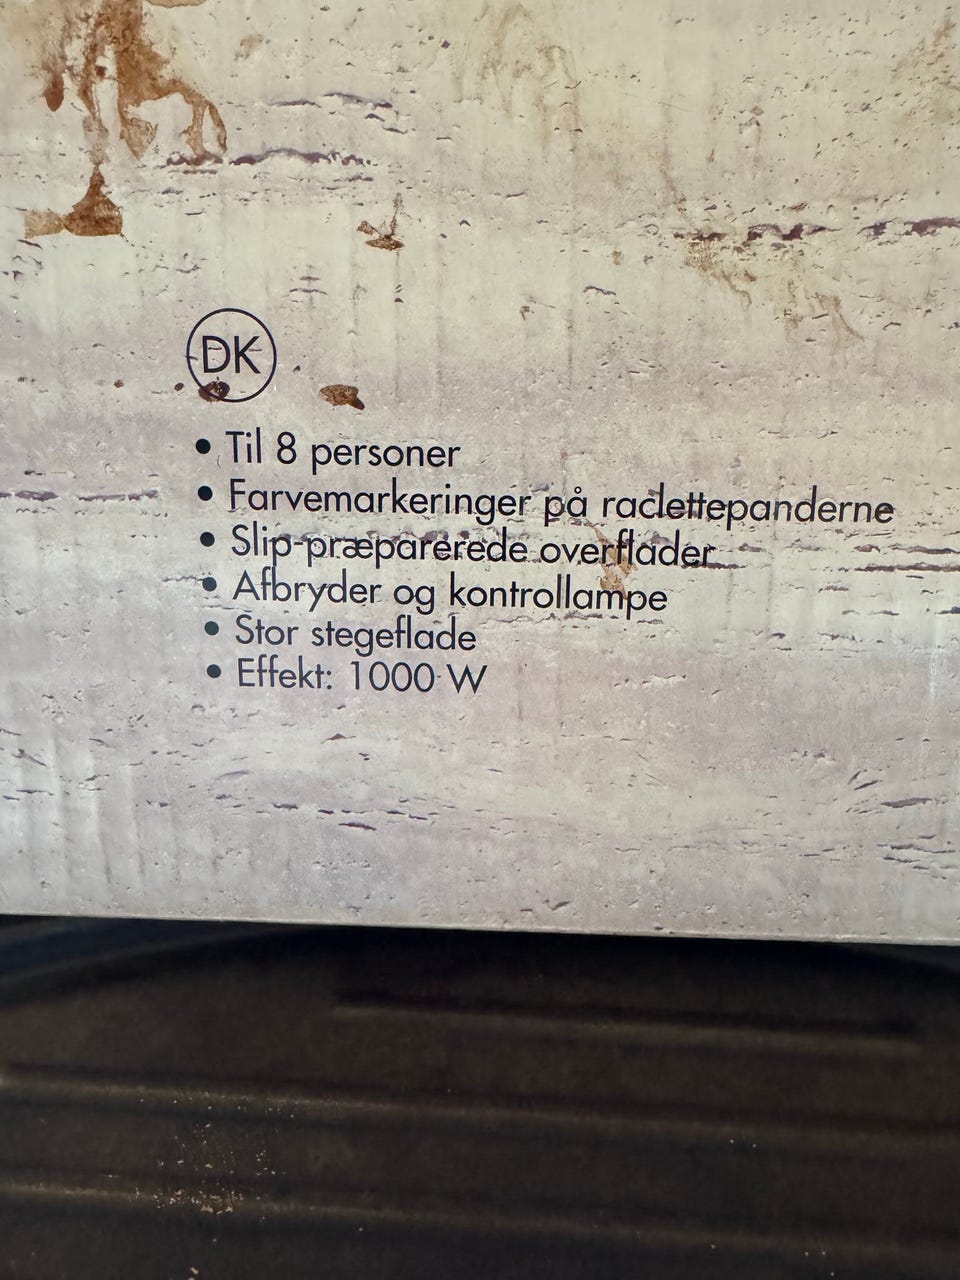 DK
• Til 8 personer
• Farvemarkeringer på raclettepanderne
• Slip-præparerede overflader
• Afbryder og kontrollampe
• Stor stegeflade
• Effekt: 1000 W